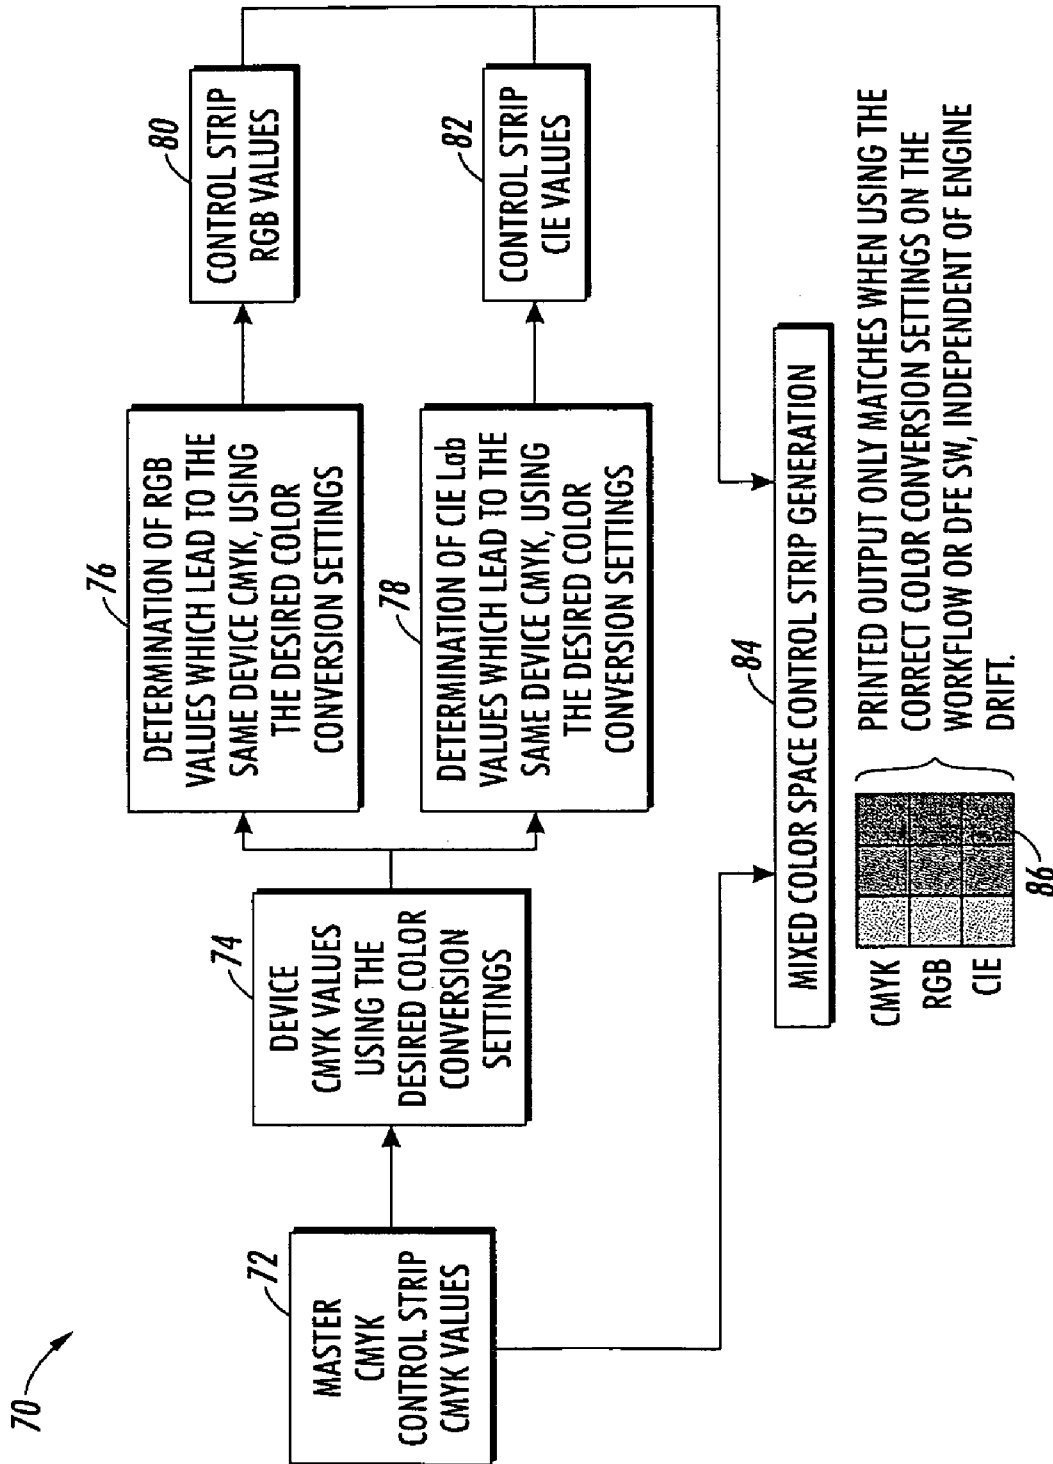 70
72
MASTER
CMYK
CONTROL STRIP
CMYK VALUES
74
DEVICE
CMYK VALUES
USING THE
DESIRED COLOR
CONVERSION
SETTINGS
76
DETERMINATION OF RGB
VALUES WHICH LEAD TO THE
SAME DEVICE CMYK, USING
THE DESIRED COLOR
CONVERSION SETTINGS
78
DETERMINATION OF CIE Lab
VALUES WHICH LEAD TO THE
SAME DEVICE CMYK, USING
THE DESIRED COLOR
CONVERSION SETTINGS
80
CONTROL STRIP
RGB VALUES
82
CONTROL STRIP
CIE VALUES
84
MIXED COLOR SPACE CONTROL STRIP GENERATION
CMYK
RGB
CIE
86
PRINTED OUTPUT ONLY MATCHES WHEN USING THE
CORRECT COLOR CONVERSION SETTINGS ON THE
WORKFLOW OR DFE SW, INDEPENDENT OF ENGINE
DRIFT.